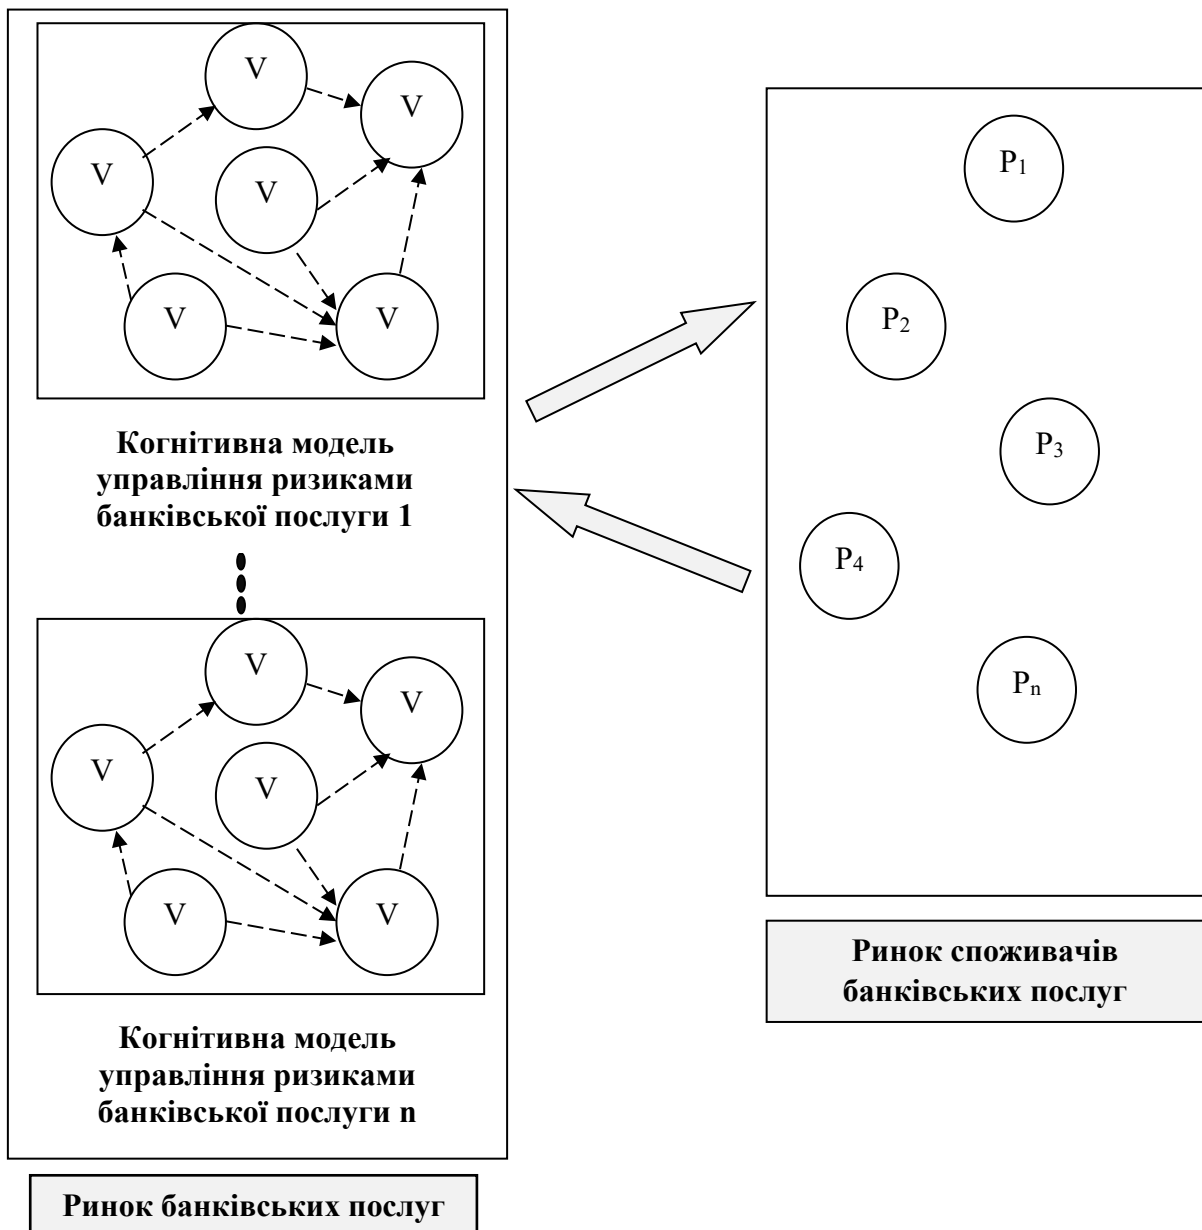 V
V
V
V
V
V
Когнітивна модель
управління ризиками
банківської послуги 1
V
V
V
V
V
V
Когнітивна модель
управління ризиками
банківської послуги n
Ринок банківських послуг
P1
P2
P3
P4
Pn
Ринок споживачів
банківських послуг